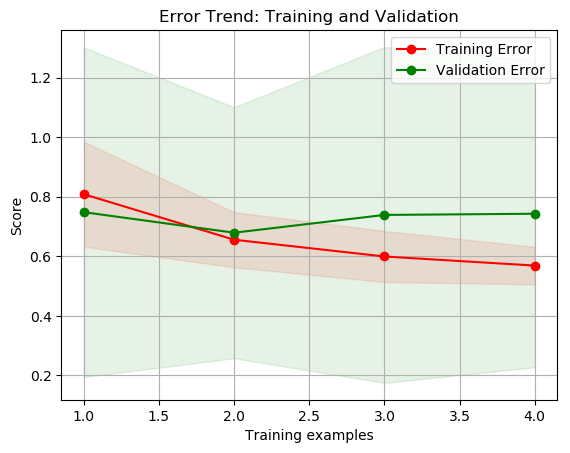 Error Trend: Training and Validation
Training Error
Validation Error
1.2
1.0
0.8
0.6
0.4
0.2
Score
1.0
1.5
2.0
2.5
3.0
3.5
4.0
Training examples